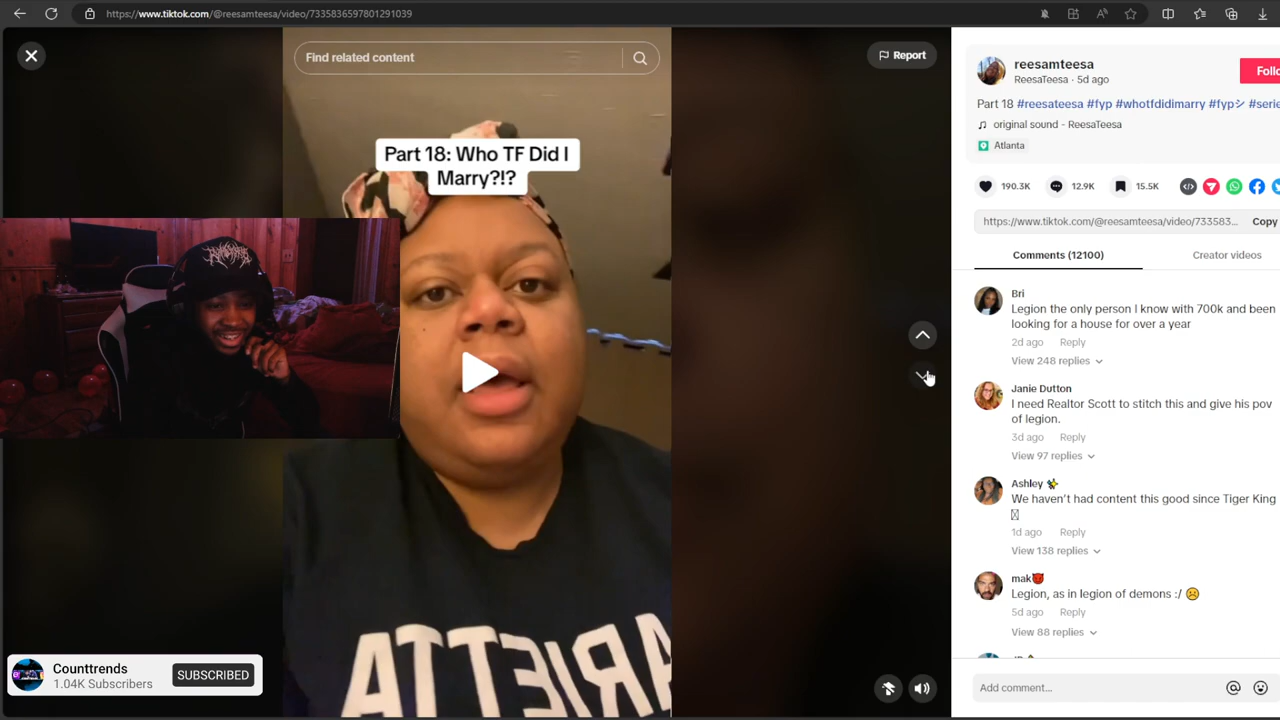 https://www.tiktok.com/@reesamteesa/video/7335836597801291039
Find related content
Report
Part 18: Who TF Did I
Marry?!?
ARIETTA
Counttrends
1.04K Subscribers
SUBSCRIBED
reesamteesa
ReesaTeesa · 5d ago
Follo
Part 18 #reesateesa #fyp #whotfdidimarry #fypシ #serie
original sound - ReesaTeesa
Atlanta
190.3K
12.9K
15.5K
https://www.tiktok.com/@reesamteesa/video/733583...
Copy
Comments (12100)
Creator videos
Bri
Legion the only person I know with 700k and been
looking for a house for over a year
2d ago Reply
View 248 replies
Janie Dutton
I need Realtor Scott to stitch this and give his pov
of legion.
3d ago Reply
View 97 replies
Ashley
We haven't had content this good since Tiger King
1d ago Reply
View 138 replies
mak
Legion, as in legion of demons :/
5d ago Reply
View 88 replies
Add comment...